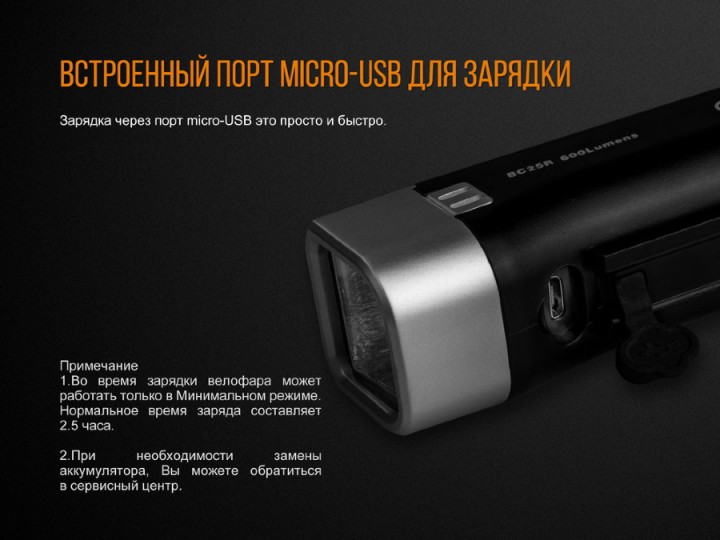 ВСТРОЕННЫЙ ПОРТ MICRO-USB ДЛЯ ЗАРЯДКИ
Зарядка через порт micro-USB это просто и быстро.
BC25R 600Lumens
Примечание
1.Во время зарядки велофара может
работать только в Минимальном режиме.
Нормальное время заряда составляет
2.5 часа.
2.При необходимости замены
аккумулятора, Вы можете обратиться
в сервисный центр.